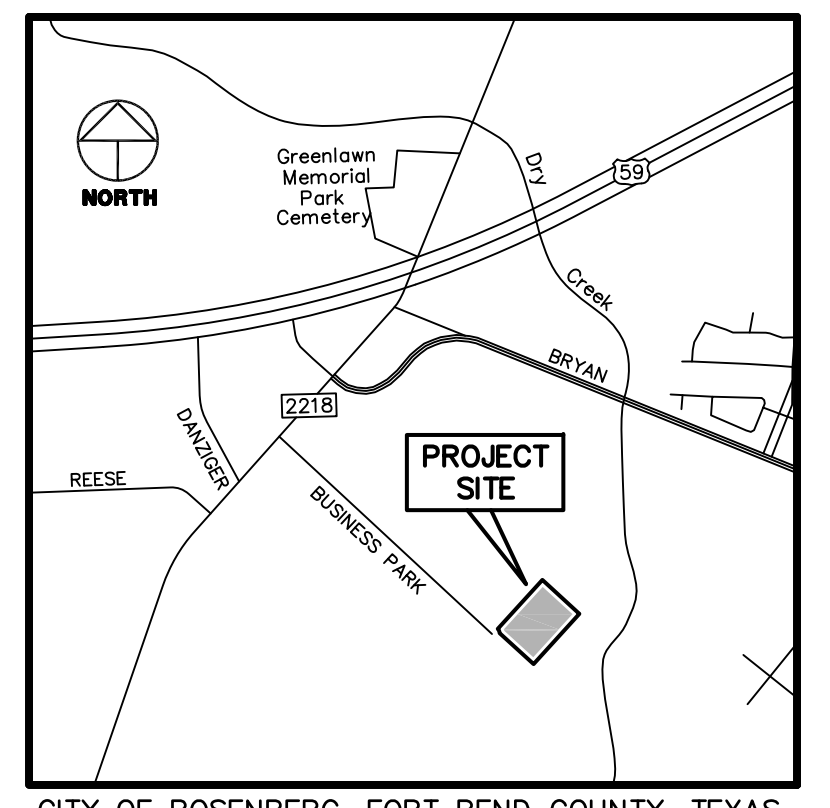 Greenlawn
Memorial
Park
Cemetery
Dry
59
NORTH
Creek
BRYAN
2218
DANZIGER
REESE
PROJECT
SITE
BUSINESS PARK
CITY OF ROSENBERG, FORT BEND COUNTY, TEXAS